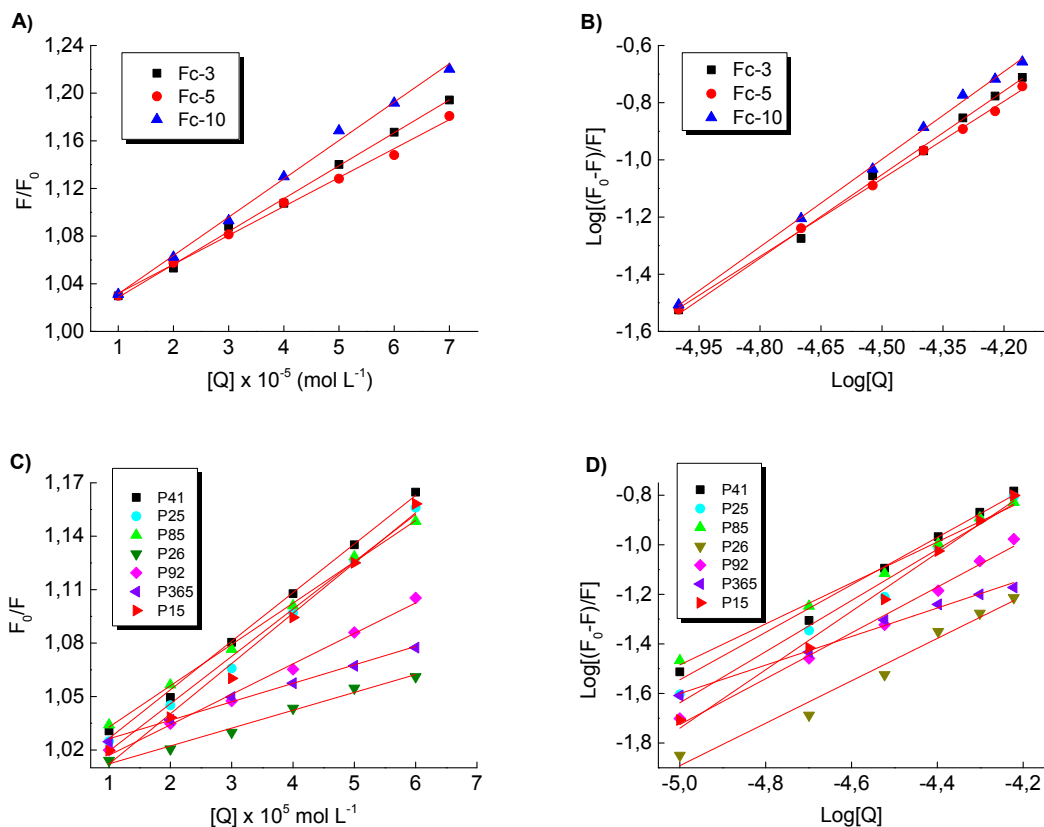 A)
1,24
1,20
1,16
1,12
1,08
1,04
1,00
F/F0
Fc-3
Fc-5
Fc-10
1 2 3 4 5 6 7
[Q] x 10-5 (mol L-1)
B)
-0,6
-0,8
-1,0
-1,2
-1,4
-1,6
Log[(F0-F)/F]
Fc-3
Fc-5
Fc-10
-4,95 -4,80 -4,65 -4,50 -4,35 -4,20
Log[Q]
C)
1,17
1,14
1,11
1,08
1,05
1,02
F0/F
P41
P25
P85
P26
P92
P365
P15
1 2 3 4 5 6 7
[Q] x 105 mol L-1
D)
-0,8
-1,0
-1,2
-1,4
-1,6
-1,8
Log[(F0-F)/F]
P41
P25
P85
P26
P92
P365
P15
-5,0 -4,8 -4,6 -4,4 -4,2
Log[Q]